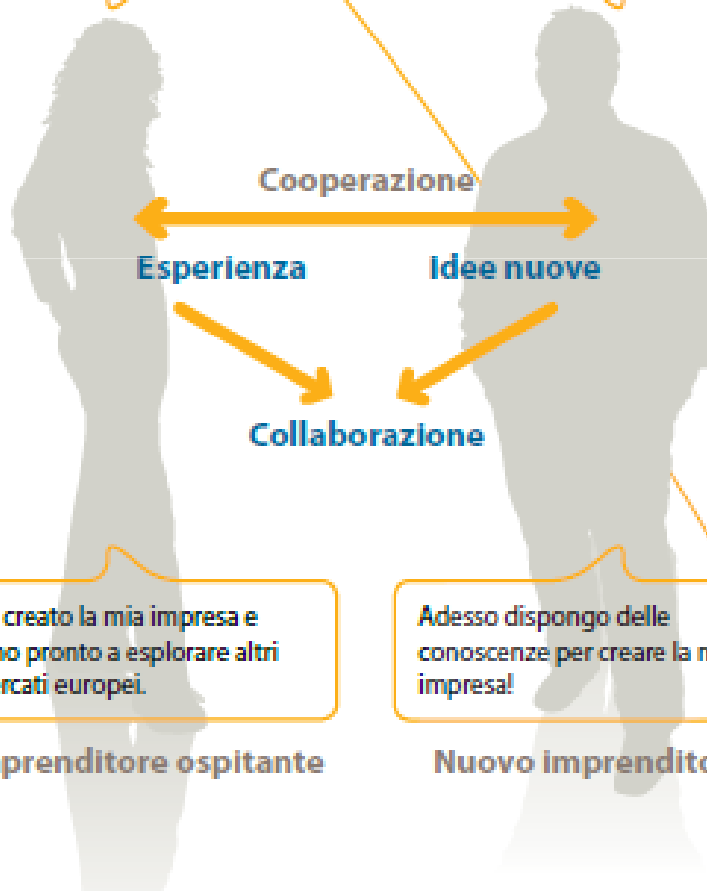 Cooperazione
Esperienza
Idee nuove
Collaborazione
creato la mia impresa e
pronto a esplorare altri
europei.
Adesso dispongo delle
conoscenze per creare la
impresa!
ospitante
Nuovo